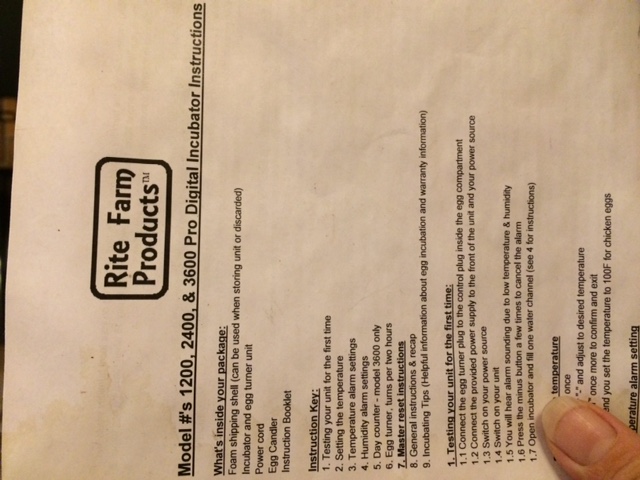 Rite Farm
Products™
Model #'s 1200, 2400, & 3600 Pro Digital Incubator Instructions
What's inside your package:
Foam shipping shell (can be used when storing unit or discarded)
Incubator and egg turner unit
Power cord
Egg Candler
Instruction Booklet
Instruction Key:
1. Testing your unit for the first time
2. Setting the temperature
3. Temperature alarm settings
4. Humidity alarm settings
5. Day counter - model 3600 only
6. Egg turner, turns per two hours
7. Master reset instructions
8. General instructions & recap
9. Incubating Tips (Helpful information about egg incubation and warranty information)
1. Testing your unit for the first time:
1.1 Connect the egg turner plug to the control plug inside the egg compartment
1.2 Connect the provided power supply to the front of the unit and your power source
1.3 Switch on your power source
1.4 Switch on your unit
1.5 You will hear alarm sounding due to low temperature & humidity
1.6 Press the minus button a few times to cancel the alarm
1.7 Open incubator and fill one water channel (see 4 for instructions)
temperature
once
"-" and adjust to desired temperature
once more to confirm and exit
you set the temperature to 100F for chicken eggs
alarm setting